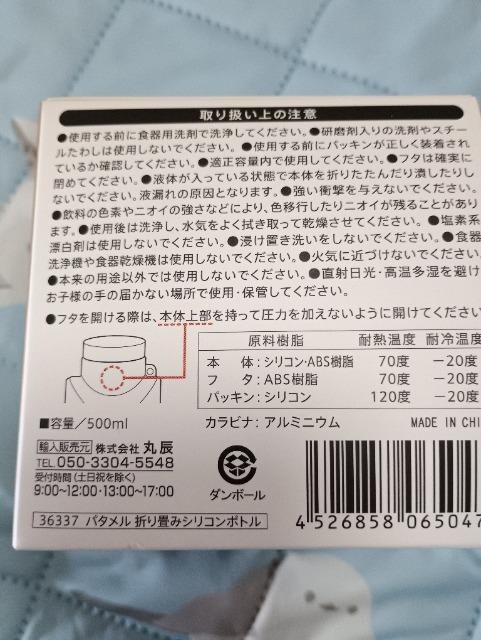 取り扱い上の注意
●使用する前に食器用洗剤で洗浄してください。●研磨剤入りの洗剤やスチー
ルたわしは使用しないでください。●使用する前にパッキンが正しく装着され
ているか確認してください。●適正容量内で使用してください。●フタは確実に
閉めてください。●液体が入っている状態で本体を折りたたんだり潰したりし
ないでください。液漏れの原因となります。●強い衝撃を与えないでください。
●飲料の色素やニオイの強さなどにより、色移行したりニオイが残ることがあり
ます。●使用後は洗浄し、水気をよく拭き取って乾燥させてください。●塩素系
漂白剤は使用しないでください。●浸け置き洗いをしないでください。●食器
洗浄機や食器乾燥機は使用しないでください。●火気に近づけないでください。
●本来の用途以外では使用しないでください。●直射日光・高温多湿を避け
お子様の手の届かない場所で使用・保管してください。
●フタを開ける際は、本体上部を持って圧力を加えないように開けてください
原料樹脂 耐熱温度 耐冷温度
本 体:シリコン・ABS樹脂 70度 −20度
フ タ:ABS樹脂 70度 −20度
パッキン:シリコン 120度 −20度
■容量/500ml
カラビナ:アルミニウム MADE IN CHI
輸入販売元 株式会社 丸辰
TEL 050-3304-5548
受付時間(土日祝を除く)
9:00~12:00・13:00~17:00
ダンボール
36337 パタメル 折り畳みシリコンボトル
4 526858 065047